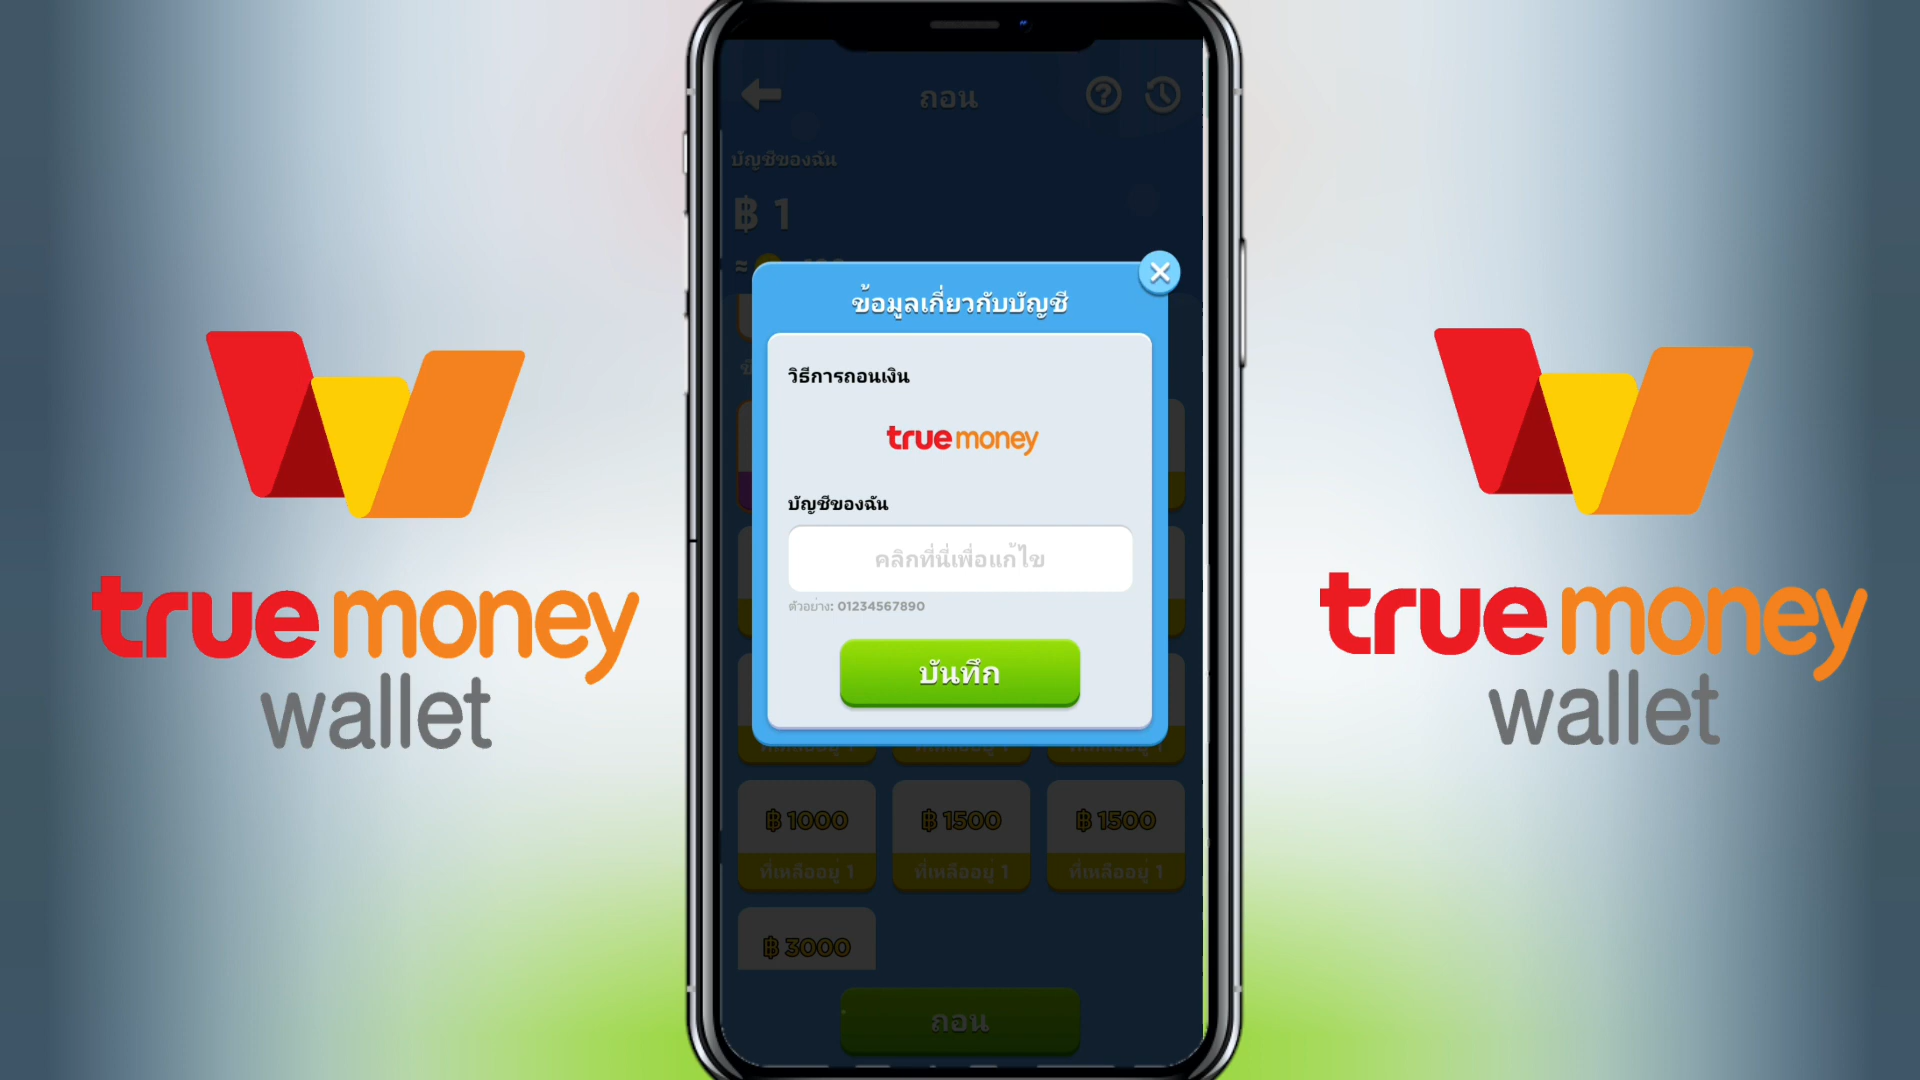 ถอน
บัญชีของฉัน
฿ 1
ข้อมูลเกี่ยวกับบัญชี
วิธีการถอนเงิน
truemoney
บัญชีของฉัน
คลิกที่นี่เพื่อแก้ไข
ตัวอย่าง: 01234567890
บันทึก
฿ 1000 ฿ 1500 ฿ 1500
ที่เหลืออยู่ 1 ที่เหลืออยู่ 1 ที่เหลืออยู่ 1
฿ 3000
ถอน
truemoney
wallet
truemoney
wallet